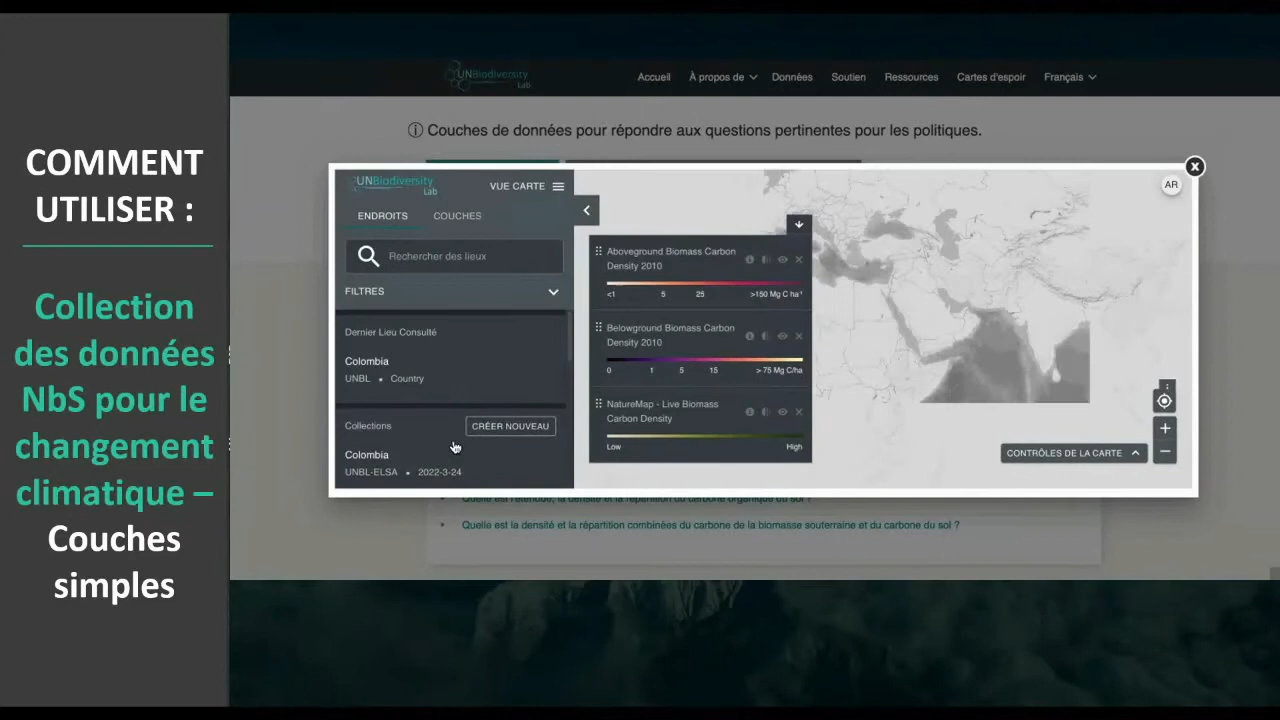 COMMENT
UTILISER :
Collection
des données
NbS pour le
changement
climatique –
Couches
simples
UNBiodiversity
Lab
Accueil
À propos de
Données
Soutien
Ressources
Cartes d'espoir
Français
Couches de données pour répondre aux questions pertinentes pour les politiques.
UNBiodiversity
Lab
VUE CARTE
ENDROITS
COUCHES
Rechercher des lieux
FILTRES
Dernier Lieu Consulté
Colombia
UNBL • Country
Collections
CRÉER NOUVEAU
Colombia
UNBL-ELSA • 2022-3-24
Aboveground Biomass Carbon
Density 2010
<1 5 25 >150 Mg C ha⁻¹
Belowground Biomass Carbon
Density 2010
0 1 5 15 > 75 Mg C/ha
NatureMap - Live Biomass
Carbon Density
Low High
AR
CONTRÔLES DE LA CARTE
Quelle est la densité et la répartition combinées du carbone de la biomasse souterraine et du carbone du sol ?